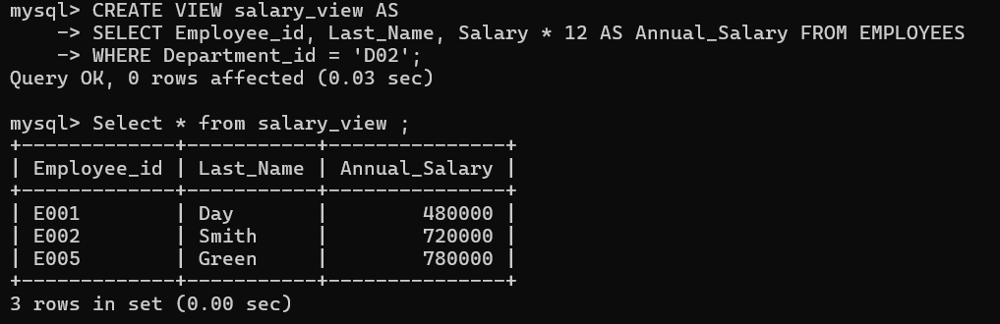 mysql> CREATE VIEW salary_view AS
    -> SELECT Employee_id, Last_Name, Salary * 12 AS Annual_Salary FROM EMPLOYEES
    -> WHERE Department_id = 'D02';
Query OK, 0 rows affected (0.03 sec)

mysql> Select * from salary_view ;
+-------------+-----------+---------------+
| Employee_id | Last_Name | Annual_Salary |
+-------------+-----------+---------------+
| E001        | Day       |        480000 |
| E002        | Smith     |        720000 |
| E005        | Green     |        780000 |
+-------------+-----------+---------------+
3 rows in set (0.00 sec)